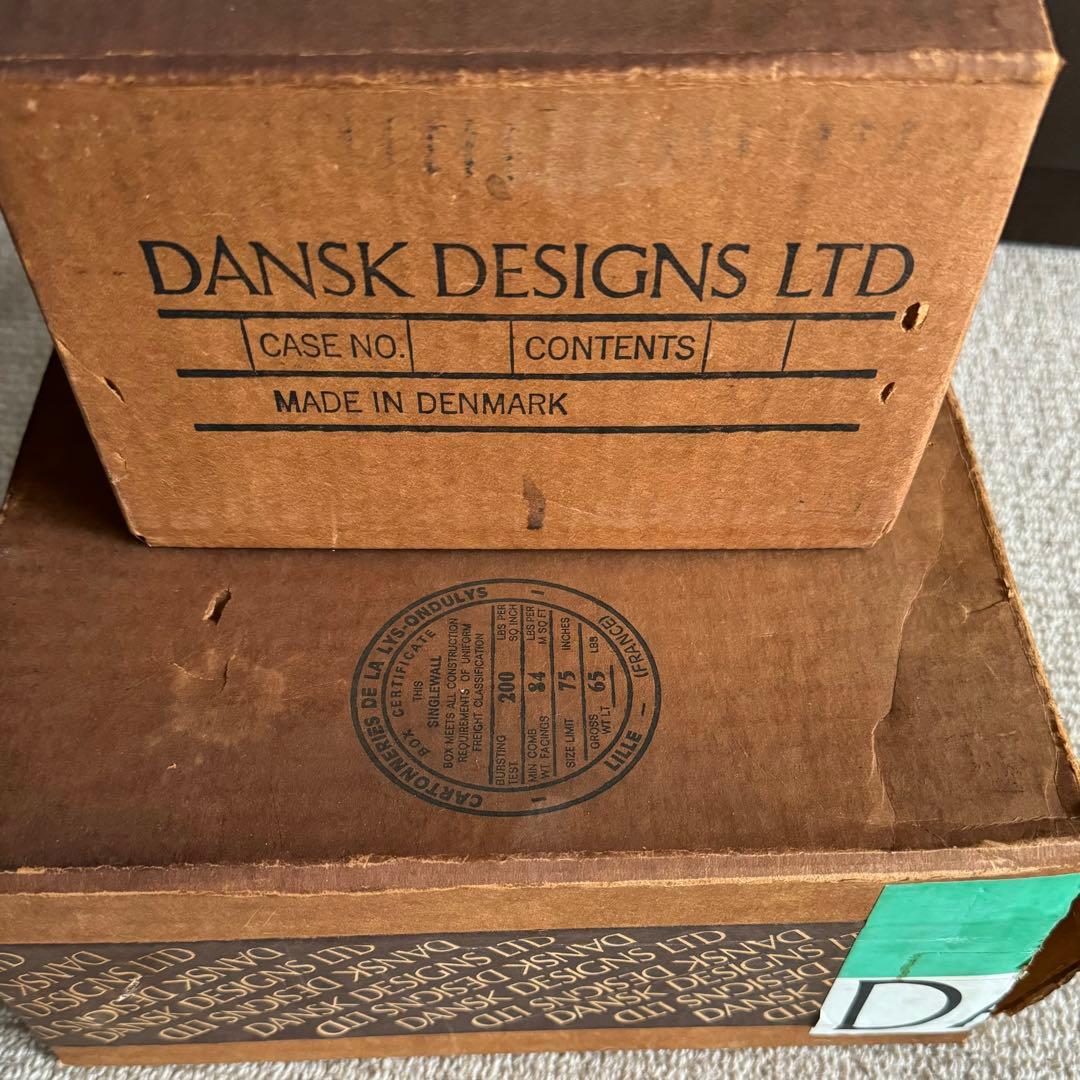 DANSK DESIGNS LTD
CASE NO. CONTENTS
MADE IN DENMARK
CARTONNERIES DE LA LYS-ONDULYS
LILLE - (FRANCE)
BOX CERTIFICATE
THIS
SINGLEWALL
BOX MEETS ALL CONSTRUCTION
REQUIREMENTS OF UNIFORM
FREIGHT CLASSIFICATION
BURSTING TEST 200 LBS PER SQ INCH
MIN COMB WT FACINGS 84 LBS PER M SQ FT
SIZE LIMIT 75 INCHES
GROSS WT LT 65 LBS
DANSK DESIGNS LTD DANSK DESIGNS LTD DANSK DESIGNS LTD
DA